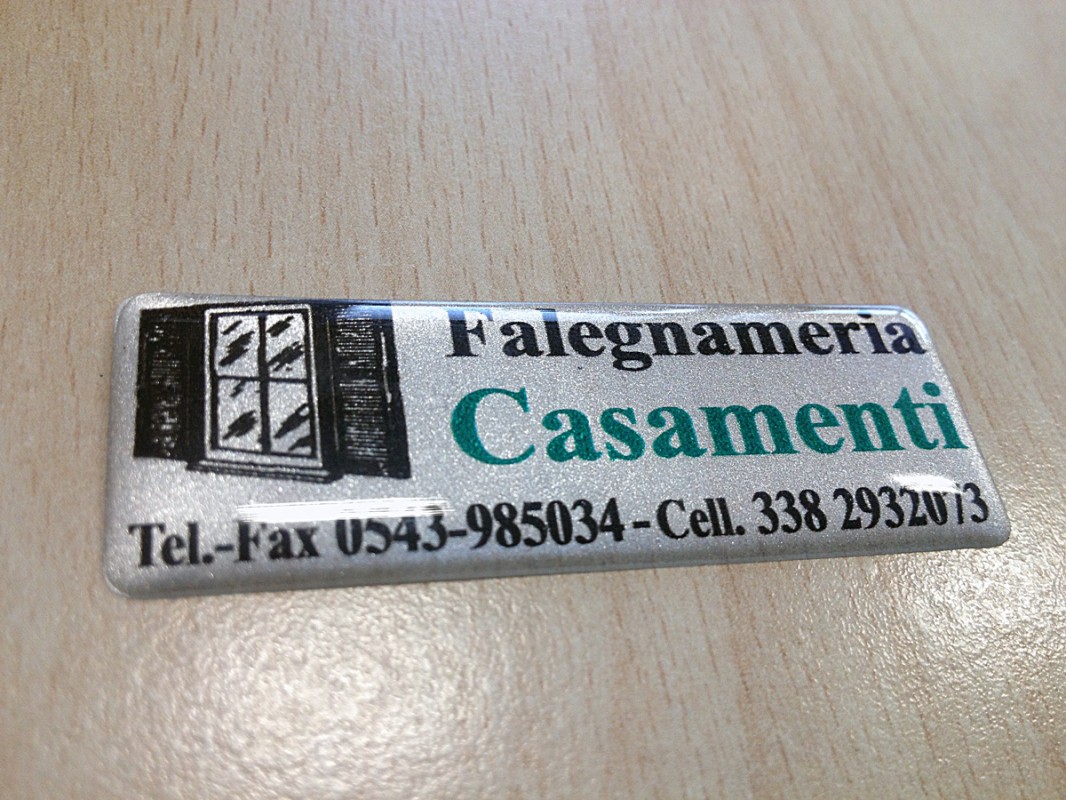 Falegnameria
Casamenti
Tel.-Fax 0543-985034 - Cell. 338 2932073